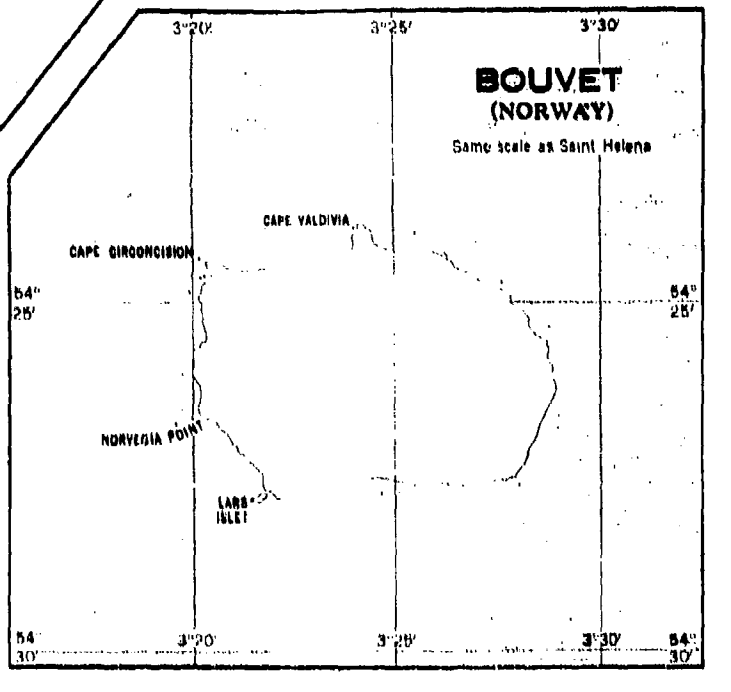 3°20' 3°25' 3°30'
BOUVET
(NORWAY)
Same scale as Saint Helena
CAPE VALDIVIA
CAPE CIRCONCISION
54° 54°
25' 25'
NORVEGIA POINT
LARS
ISLET
54° 3°20' 3°25' 3°30' 54°
30' 30'